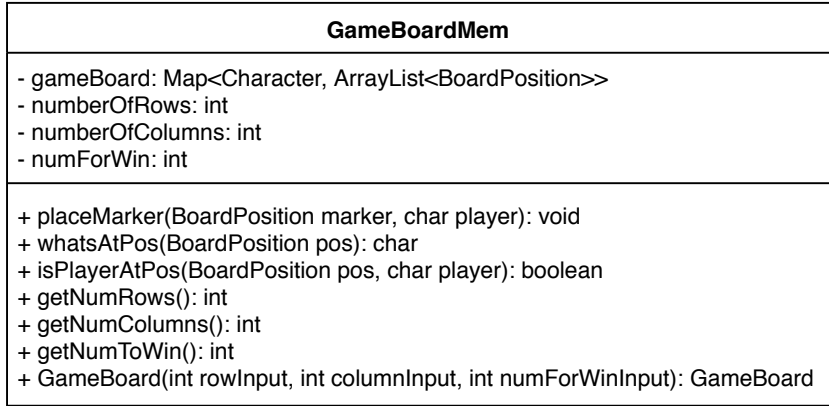 GameBoardMem
- gameBoard: Map<Character, ArrayList<BoardPosition>>
- numberOfRows: int
- numberOfColumns: int
- numForWin: int
+ placeMarker(BoardPosition marker, char player): void
+ whatsAtPos(BoardPosition pos): char
+ isPlayerAtPos(BoardPosition pos, char player): boolean
+ getNumRows(): int
+ getNumColumns(): int
+ getNumToWin(): int
+ GameBoard(int rowInput, int columnInput, int numForWinInput): GameBoard